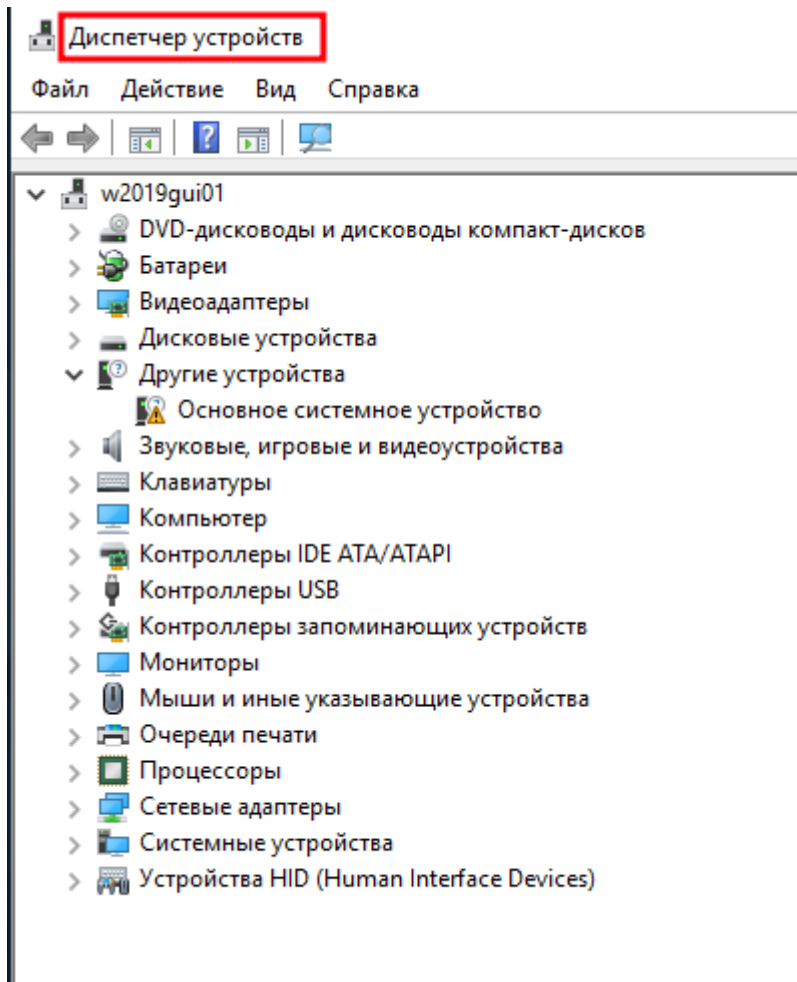 Диспетчер устройств
Файл Действие Вид Справка
w2019gui01
DVD-дисководы и дисководы компакт-дисков
Батареи
Видеоадаптеры
Дисковые устройства
Другие устройства
Основное системное устройство
Звуковые, игровые и видеоустройства
Клавиатуры
Компьютер
Контроллеры IDE ATA/ATAPI
Контроллеры USB
Контроллеры запоминающих устройств
Мониторы
Мыши и иные указывающие устройства
Очереди печати
Процессоры
Сетевые адаптеры
Системные устройства
Устройства HID (Human Interface Devices)